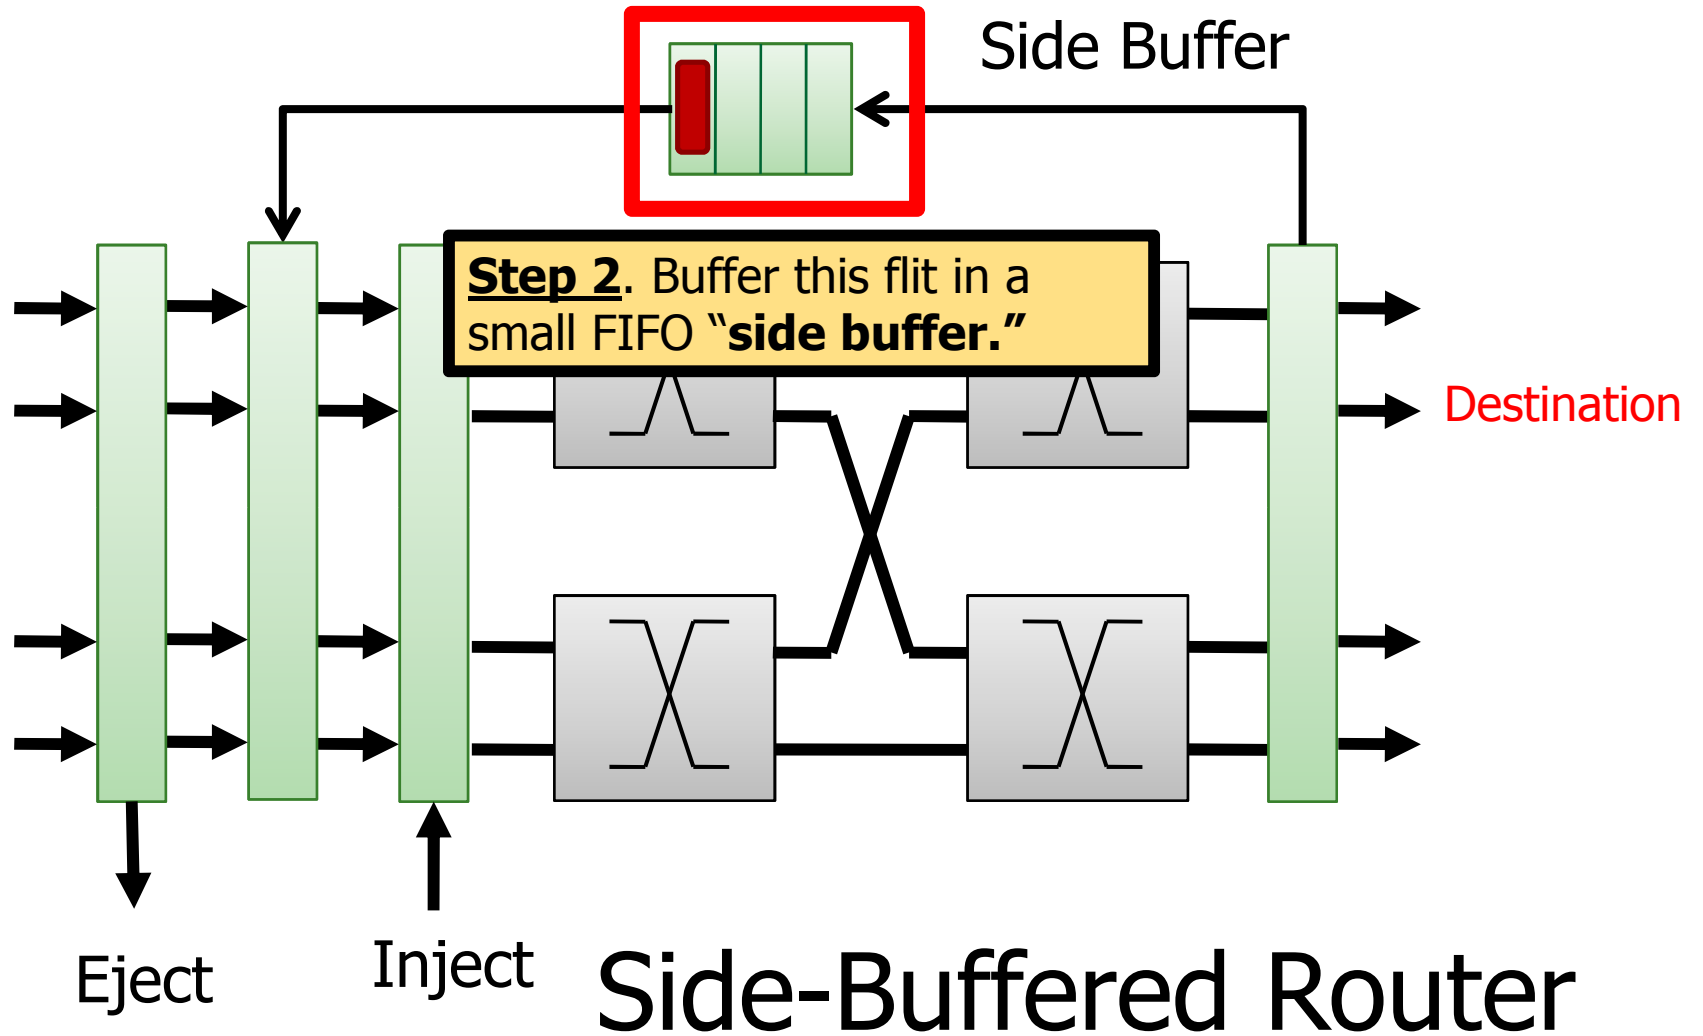 Side Buffer
Step 2. Buffer this flit in a
small FIFO “side buffer.”
Destination
Eject
Inject
Side-Buffered Router